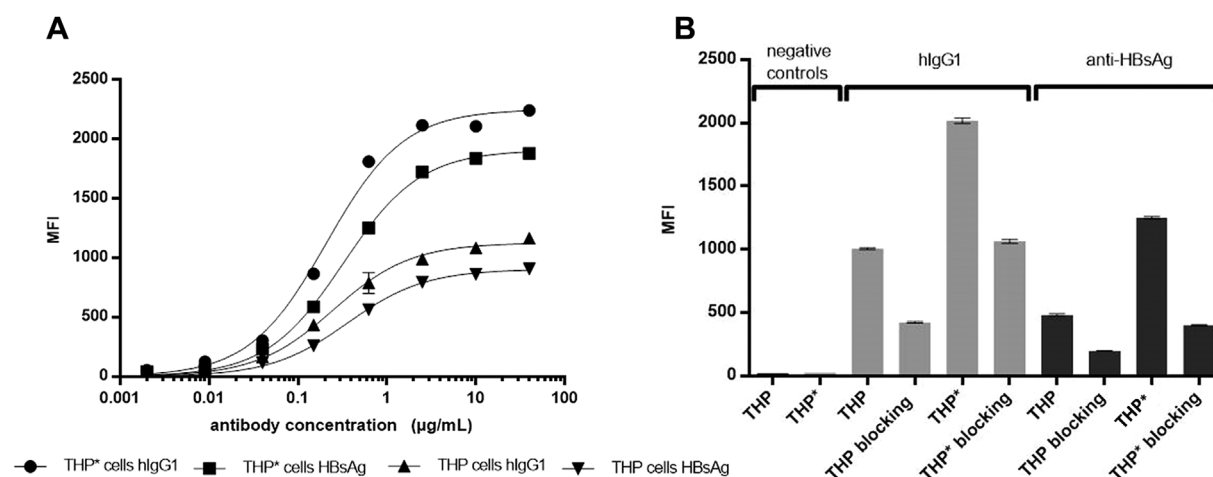 A
2500
2000
1500
1000
500
0
MFI
0.001
0.01
0.1
1
10
100
antibody concentration (µg/mL)
THP* cells hIgG1
THP* cells HBsAg
THP cells hIgG1
THP cells HBsAg
B
negative
controls
hIgG1
anti-HBsAg
2500
2000
1500
1000
500
0
MFI
THP
THP*
THP
THP blocking
THP*
THP* blocking
THP
THP blocking
THP*
THP* blocking